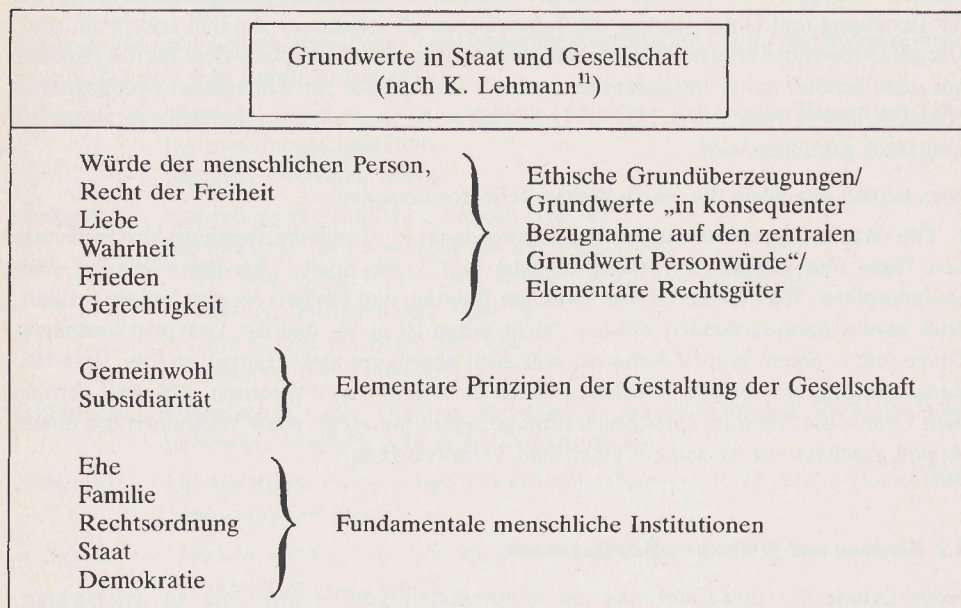 Grundwerte in Staat und Gesellschaft
(nach K. Lehmann¹¹)
Würde der menschlichen Person,
Recht der Freiheit
Liebe
Wahrheit
Frieden
Gerechtigkeit
Ethische Grundüberzeugungen/
Grundwerte „in konsequenter
Bezugnahme auf den zentralen
Grundwert Personwürde“/
Elementare Rechtsgüter
Gemeinwohl
Subsidiarität
Elementare Prinzipien der Gestaltung der Gesellschaft
Ehe
Familie
Rechtsordnung
Staat
Demokratie
Fundamentale menschliche Institutionen